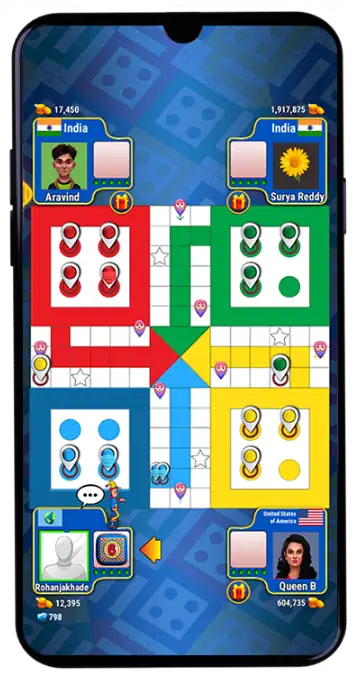 17,450
1,917,875
India
India
Aravind
Surya Reddy
United States
of America
6
Rohanjakhade
Queen B
12,395
604,735
798